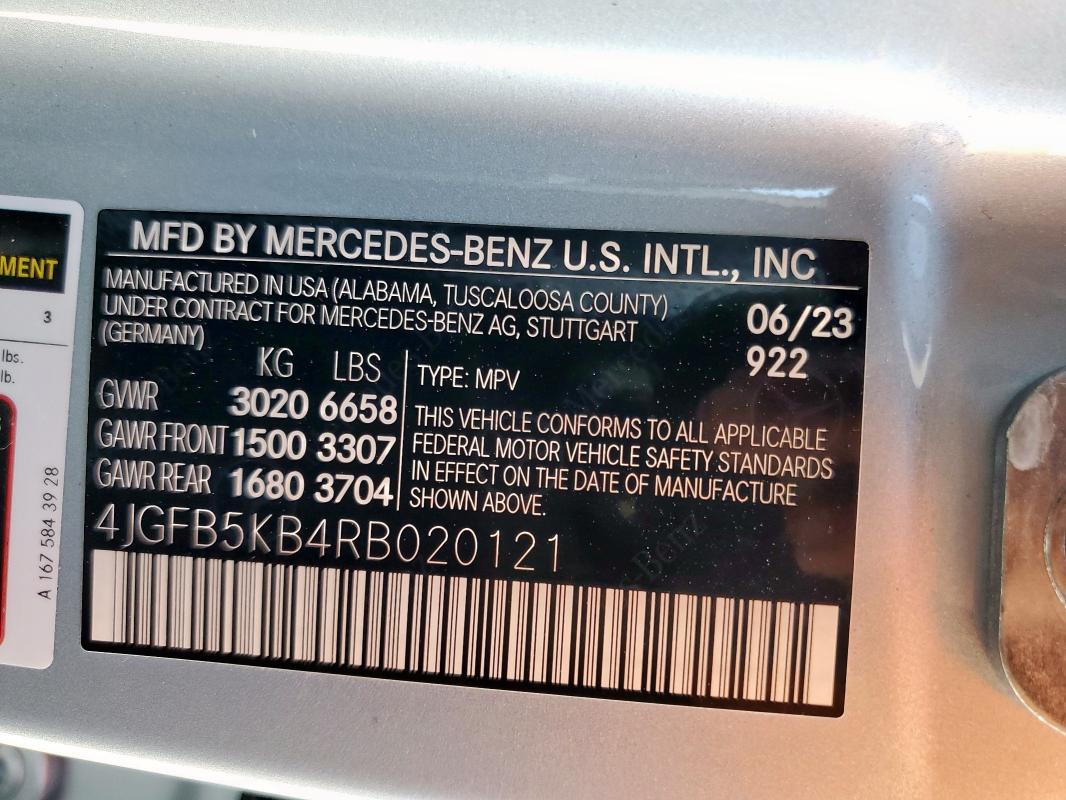 MFD BY MERCEDES-BENZ U.S. INTL., INC
MANUFACTURED IN USA (ALABAMA, TUSCALOOSA COUNTY)
UNDER CONTRACT FOR MERCEDES-BENZ AG, STUTTGART
(GERMANY)
06/23
922
KG LBS
GVWR 3020 6658
GAWR FRONT 1500 3307
GAWR REAR 1680 3704
TYPE: MPV
THIS VEHICLE CONFORMS TO ALL APPLICABLE
FEDERAL MOTOR VEHICLE SAFETY STANDARDS
IN EFFECT ON THE DATE OF MANUFACTURE
SHOWN ABOVE.
4JGFB5KB4RB020121
MENT
3
lbs.
lb.
A 167 584 39 28